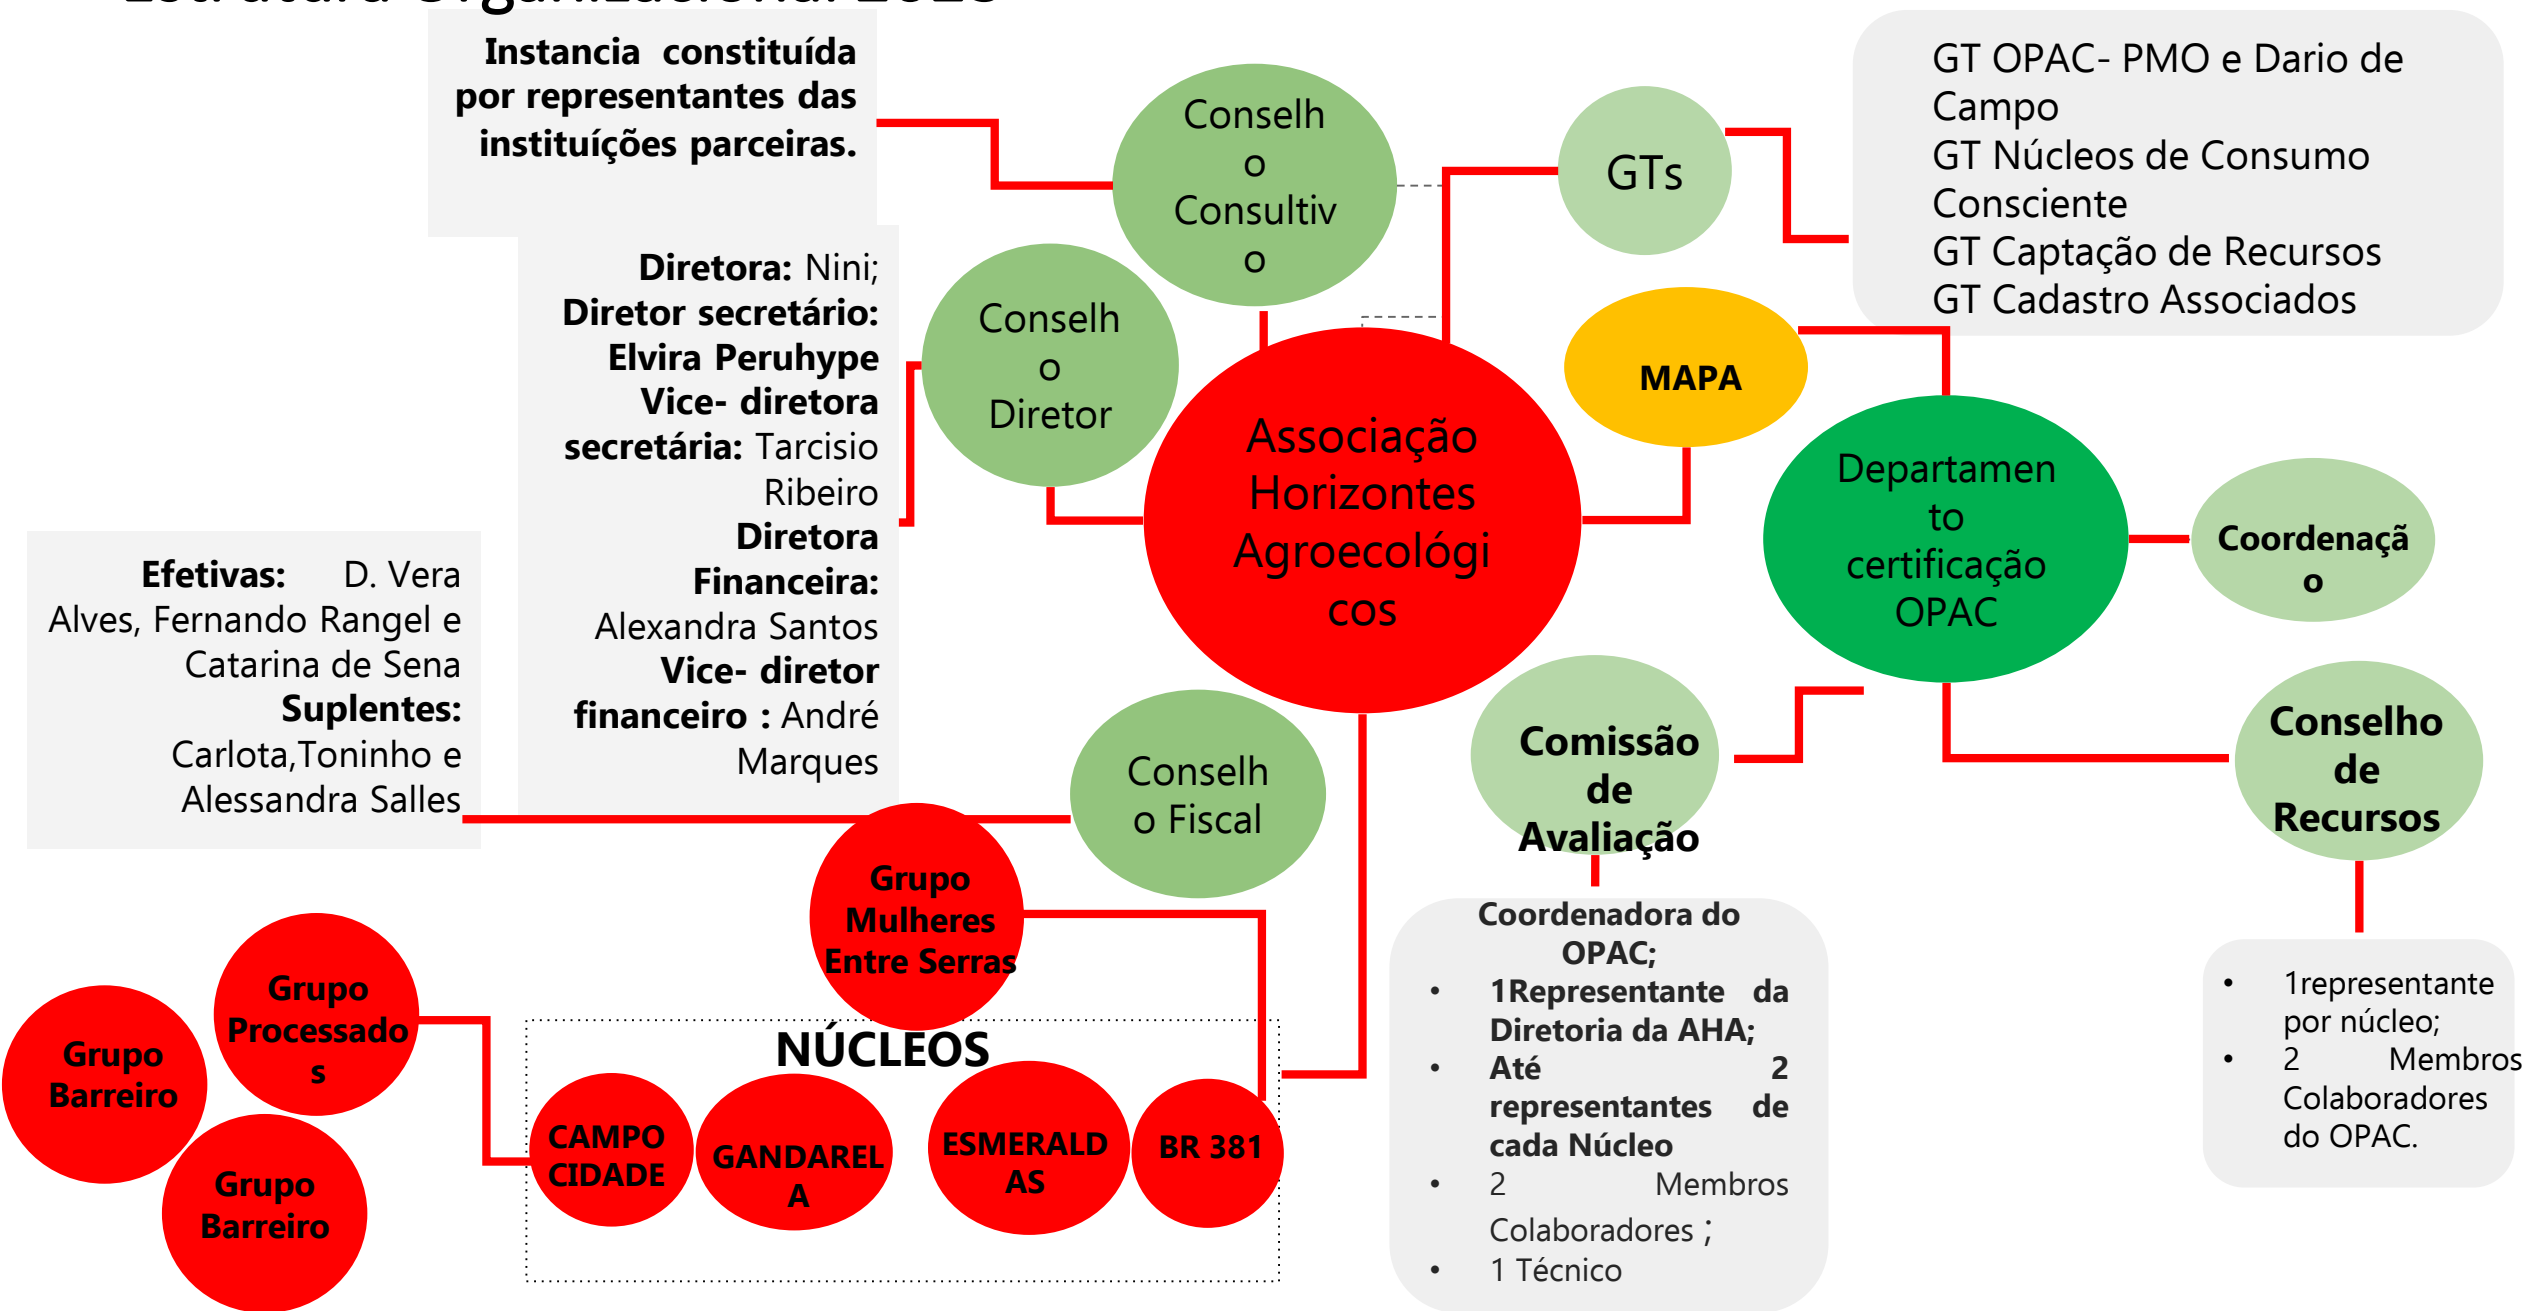 Estrutura Organizacional 2023
Instancia constituída
por representantes das
instituíções parceiras.
Conselh
o
Consultiv
o
GTs
GT OPAC- PMO e Dario de
Campo
GT Núcleos de Consumo
Consciente
GT Captação de Recursos
GT Cadastro Associados
Diretora: Nini;
Diretor secretário:
Elvira Peruhype
Vice- diretora
secretária: Tarcisio
Ribeiro
Diretora
Financeira:
Alexandra Santos
Vice- diretor
financeiro : André
Marques
Conselh
o
Diretor
MAPA
Associação
Horizontes
Agroecológi
cos
Departamen
to
certificação
OPAC
Coordenaçã
o
Efetivas: D. Vera
Alves, Fernando Rangel e
Catarina de Sena
Suplentes:
Carlota,Toninho e
Alessandra Salles
Conselh
o Fiscal
Comissão
de
Avaliação
Conselho
de
Recursos
Grupo
Mulheres
Entre Serras
Coordenadora do
OPAC;
• 1Representante da
Diretoria da AHA;
• Até 2
representantes de
cada Núcleo
• 2 Membros
Colaboradores ;
• 1 Técnico
• 1representante
por núcleo;
• 2 Membros
Colaboradores
do OPAC.
Grupo
Processado
s
Grupo
Barreiro
Grupo
Barreiro
NÚCLEOS
CAMPO
CIDADE
GANDAREL
A
ESMERALD
AS
BR 381